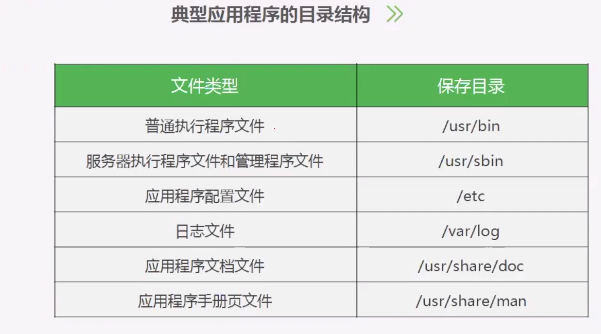 典型应用程序的目录结构
文件类型 保存目录
普通执行程序文件 /usr/bin
服务器执行程序文件和管理程序文件 /usr/sbin
应用程序配置文件 /etc
日志文件 /var/log
应用程序文档文件 /usr/share/doc
应用程序手册页文件 /usr/share/man